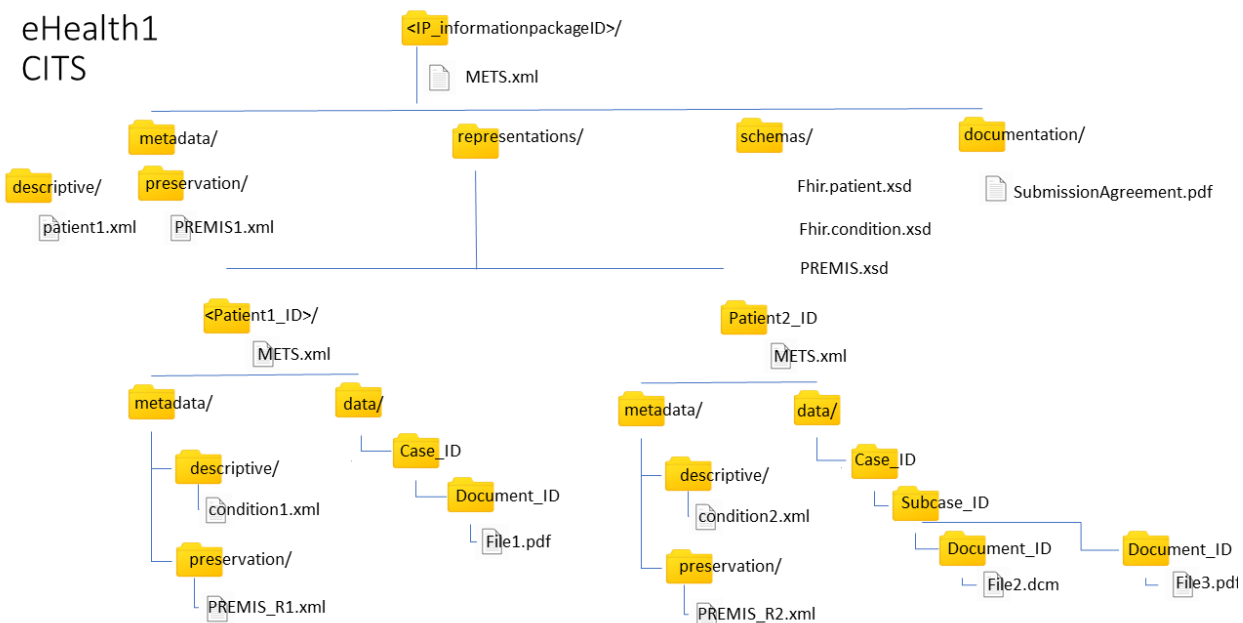 eHealth1
CITS
<IP_informationpackageID>/
METS.xml
metadata/
representations/
schemas/
documentation/
descriptive/
preservation/
patient1.xml
PREMIS1.xml
Fhir.patient.xsd
Fhir.condition.xsd
PREMIS.xsd
SubmissionAgreement.pdf
<Patient1_ID>/
METS.xml
Patient2_ID
METS.xml
metadata/
data/
Case_ID
descriptive/
Document_ID
condition1.xml
File1.pdf
preservation/
PREMIS_R1.xml
metadata/
data/
Case_ID
descriptive/
Subcase_ID
condition2.xml
Document_ID
Document_ID
preservation/
File2.dcm
File3.pdf
PREMIS_R2.xml